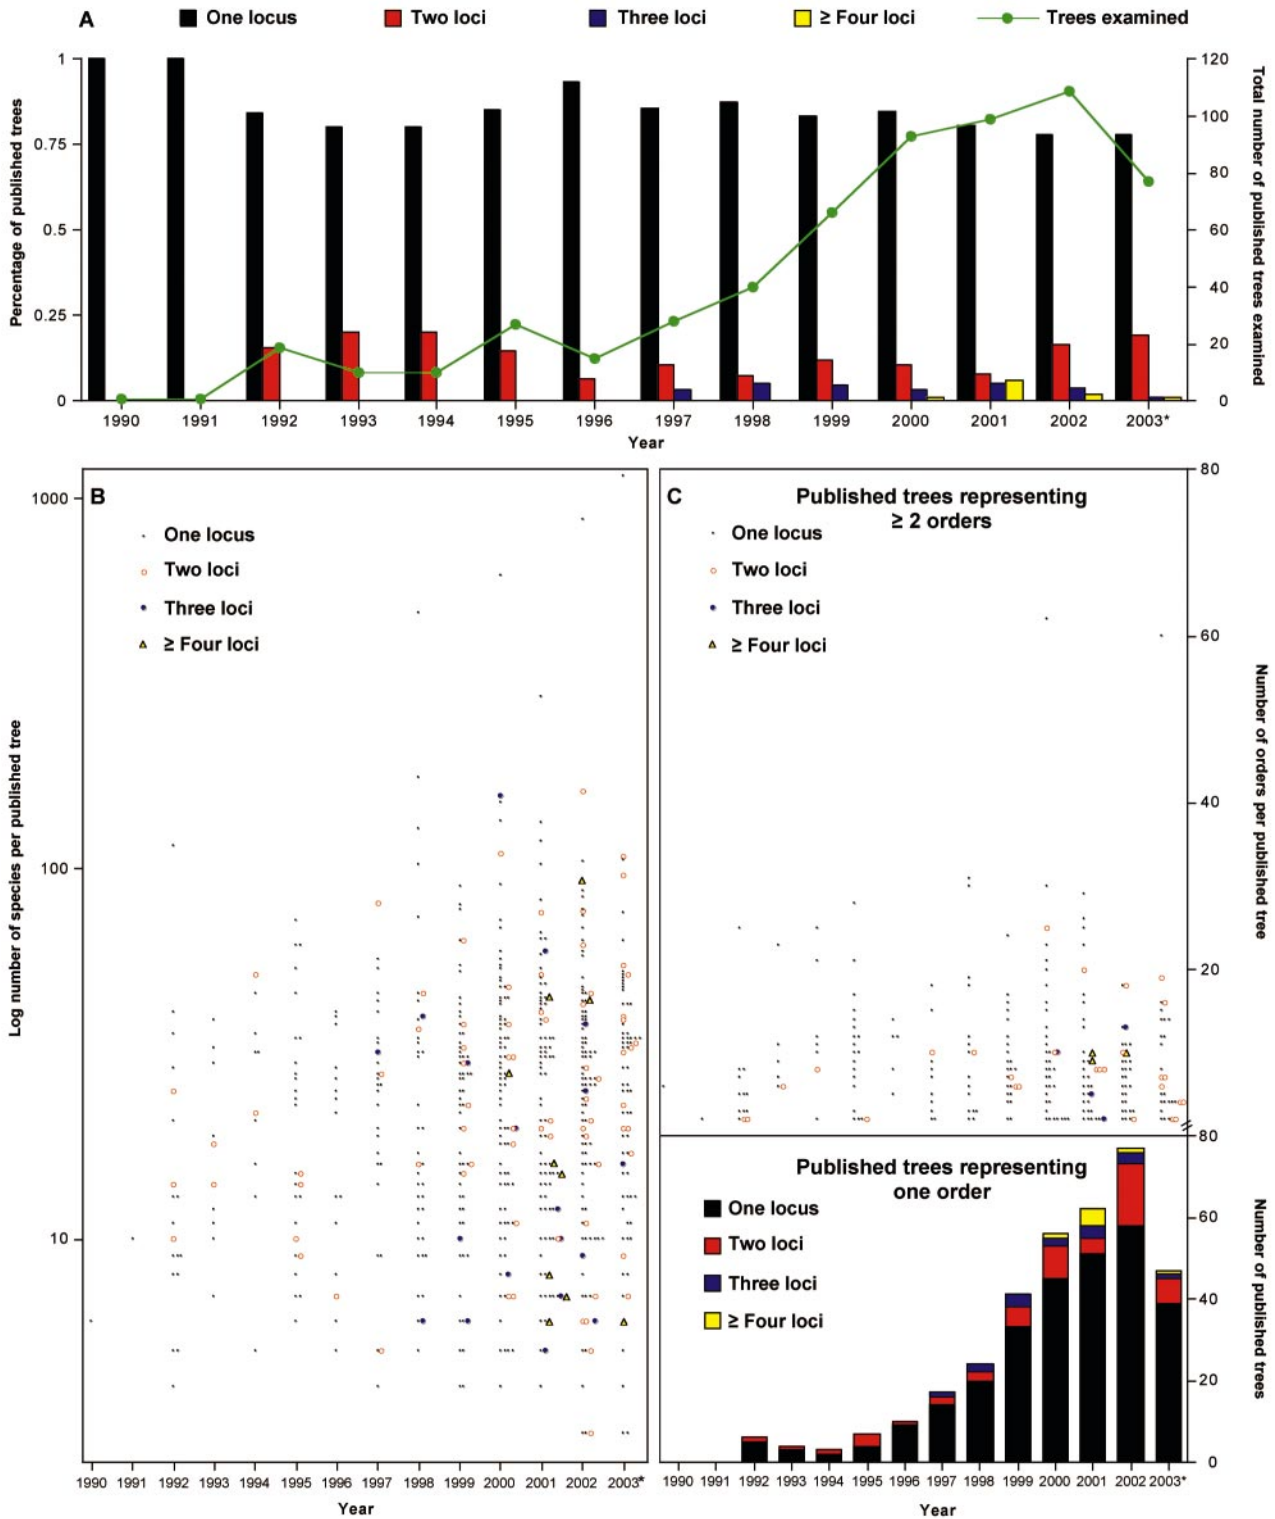 A
One locus
Two loci
Three loci
≥ Four loci
Trees examined
Percentage of published trees
1
0.75
0.5
0.25
0
120
100
80
60
40
20
0
Total number of published trees examined
1990 1991 1992 1993 1994 1995 1996 1997 1998 1999 2000 2001 2002 2003*
Year
B
One locus
Two loci
Three loci
≥ Four loci
Log number of species per published tree
1000
100
10
1990 1991 1992 1993 1994 1995 1996 1997 1998 1999 2000 2001 2002 2003*
Year
C
Published trees representing
≥ 2 orders
One locus
Two loci
Three loci
≥ Four loci
80
60
40
20
Number of orders per published tree
Published trees representing
one order
One locus
Two loci
Three loci
≥ Four loci
80
60
40
20
0
Number of published trees
1990 1991 1992 1993 1994 1995 1996 1997 1998 1999 2000 2001 2002 2003*
Year